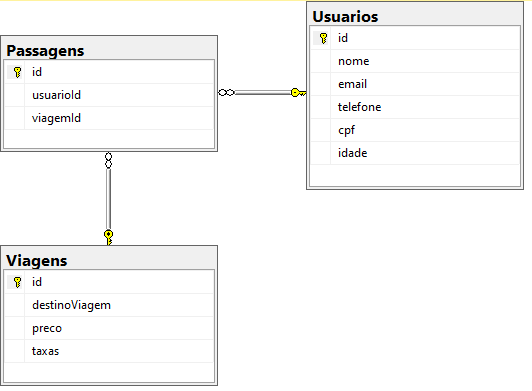 Passagens
id
usuarioId
viagemId
Usuarios
id
nome
email
telefone
cpf
idade
Viagens
id
destinoViagem
preco
taxas